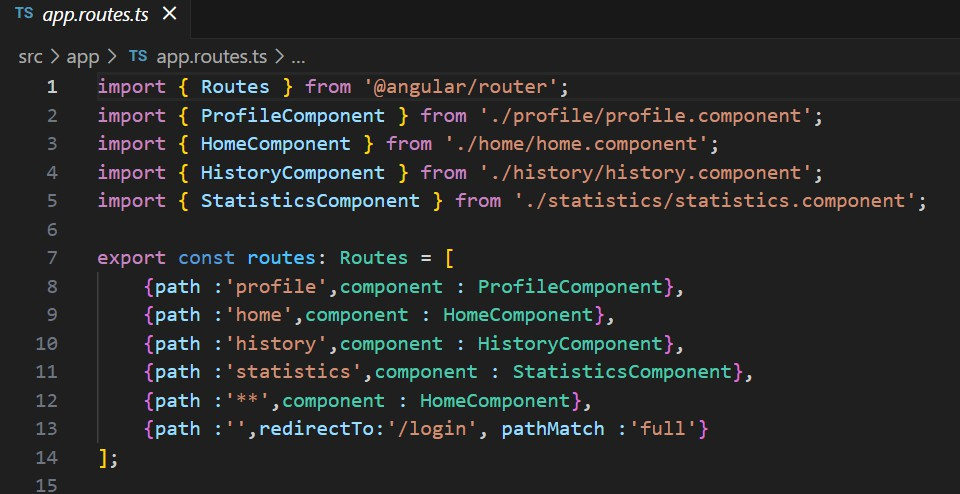 TS app.routes.ts ×
src > app > TS app.routes.ts > ...
1 import { Routes } from '@angular/router';
2 import { ProfileComponent } from './profile/profile.component';
3 import { HomeComponent } from './home/home.component';
4 import { HistoryComponent } from './history/history.component';
5 import { StatisticsComponent } from './statistics/statistics.component';
6
7 export const routes: Routes = [
8     {path :'profile',component : ProfileComponent},
9     {path :'home',component : HomeComponent},
10     {path :'history',component : HistoryComponent},
11     {path :'statistics',component : StatisticsComponent},
12     {path :'**',component : HomeComponent},
13     {path :'',redirectTo:'/login', pathMatch :'full'}
14 ];
15